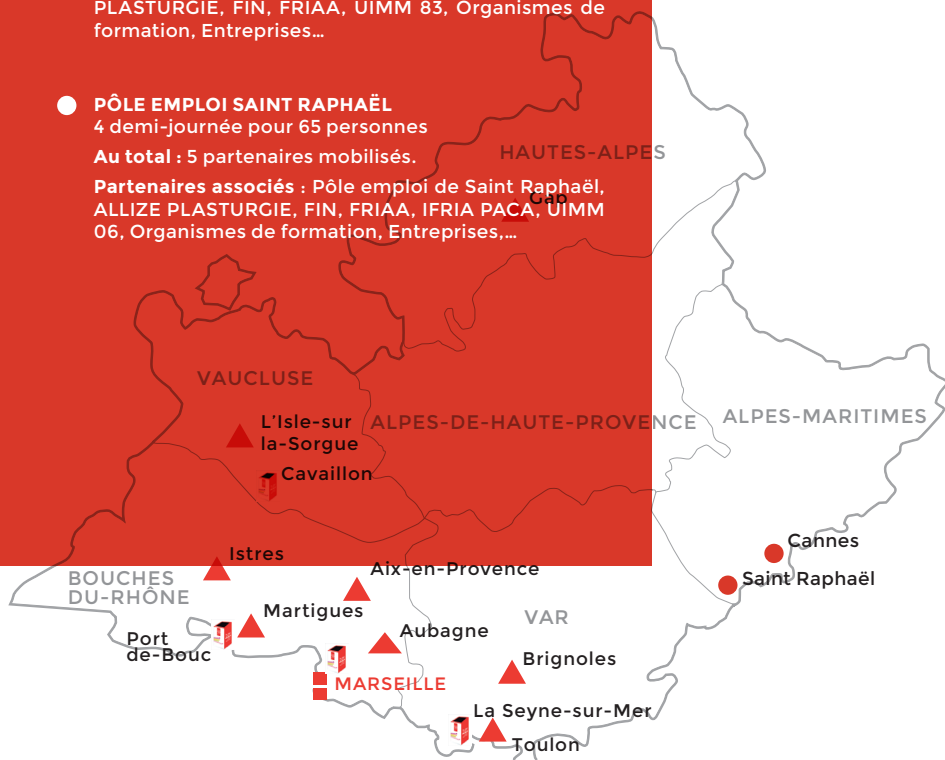 PLASTURGIE, FIN, FRIAA, UIMM 83, Organismes de
formation, Entreprises…
PÔLE EMPLOI SAINT RAPHAËL
4 demi-journée pour 65 personnes
Au total : 5 partenaires mobilisés.
Partenaires associés : Pôle emploi de Saint Raphaël,
ALLIZE PLASTURGIE, FIN, FRIAA, IFRIA PACA, UIMM
06, Organismes de formation, Entreprises,…
HAUTES-ALPES
Gap
VAUCLUSE
L’Isle-sur
la-Sorgue
ALPES-DE-HAUTE-PROVENCE
ALPES-MARITIMES
Cavaillon
Istres
Aix-en-Provence
Cannes
Saint Raphaël
BOUCHES
DU-RHÔNE
Martigues
VAR
Port
de-Bouc
Aubagne
Brignoles
MARSEILLE
La Seyne-sur-Mer
Toulon